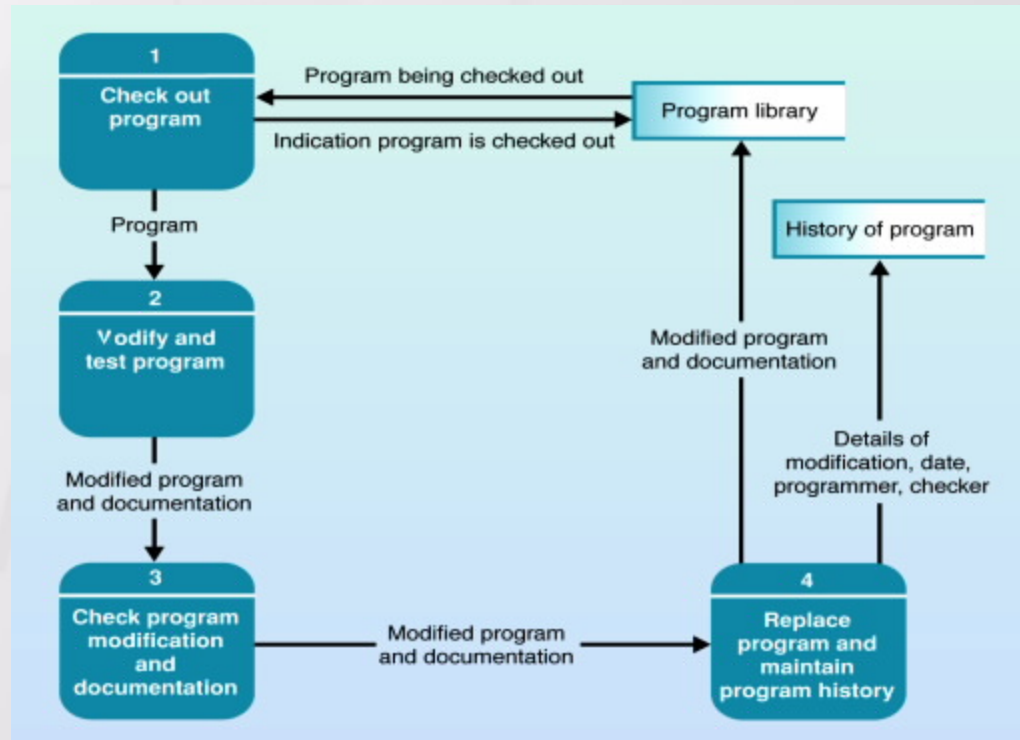 1
Check out
program
Program being checked out
Indication program is checked out
Program library
Program
History of program
2
Vodify and
test program
Modified program
and documentation
Modified program
and documentation
Details of
modification, date,
programmer, checker
3
Check program
modification
and
documentation
Modified program
and documentation
4
Replace
program and
maintain
program history